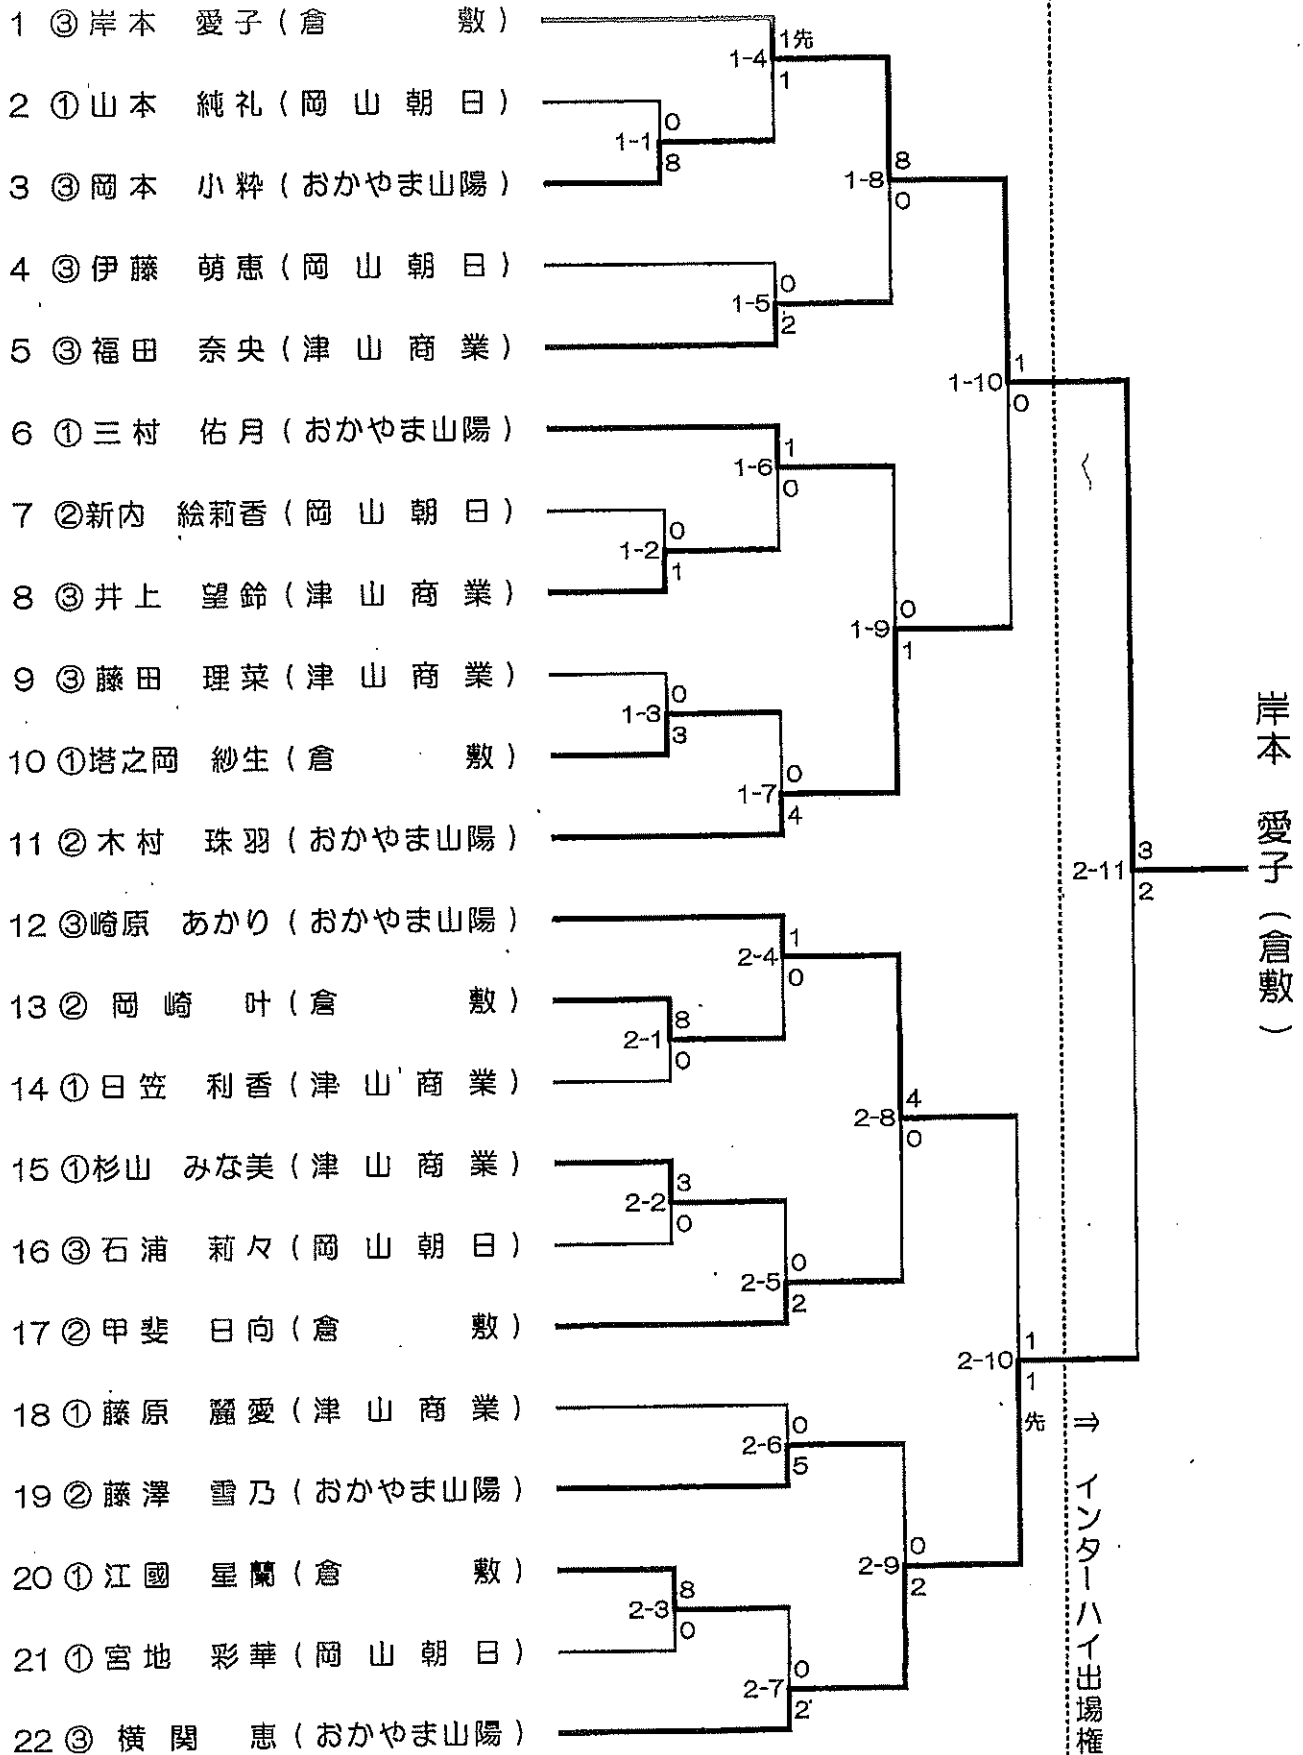 1 ③ 岸本 愛子 (倉敷)
2 ① 山本 純礼 (岡山朝日)
3 ③ 岡本 小粋 (おかやま山陽)
4 ③ 伊藤 萌恵 (岡山朝日)
5 ③ 福田 奈央 (津山商業)
6 ① 三村 佑月 (おかやま山陽)
7 ② 新内 絵莉香 (岡山朝日)
8 ③ 井上 望鈴 (津山商業)
9 ③ 藤田 理菜 (津山商業)
10 ① 塔之岡 紗生 (倉敷)
11 ② 木村 珠羽 (おかやま山陽)
12 ③ 崎原 あかり (おかやま山陽)
13 ② 岡崎 叶 (倉敷)
14 ① 日笠 利香 (津山商業)
15 ① 杉山 みな美 (津山商業)
16 ③ 石浦 莉々 (岡山朝日)
17 ② 甲斐 日向 (倉敷)
18 ① 藤原 麗愛 (津山商業)
19 ② 藤澤 雪乃 (おかやま山陽)
20 ① 江國 星蘭 (倉敷)
21 ① 宮地 彩華 (岡山朝日)
22 ③ 横関 恵 (おかやま山陽)
1-1 0 8
1-2 0 1
1-3 0 3
2-1 8 0
2-2 3 0
2-3 8 0
1-4 1先 1
1-5 0 2
1-6 1 0
1-7 0 4
2-4 1 0
2-5 0 2
2-6 0 5
2-7 0 2
1-8 8 0
1-9 0 1
2-8 4 0
2-9 0 2
1-10 1 0
2-10 1 1先
2-11 3 2
⇒ インターハイ出場権
岸本 愛子 (倉敷)